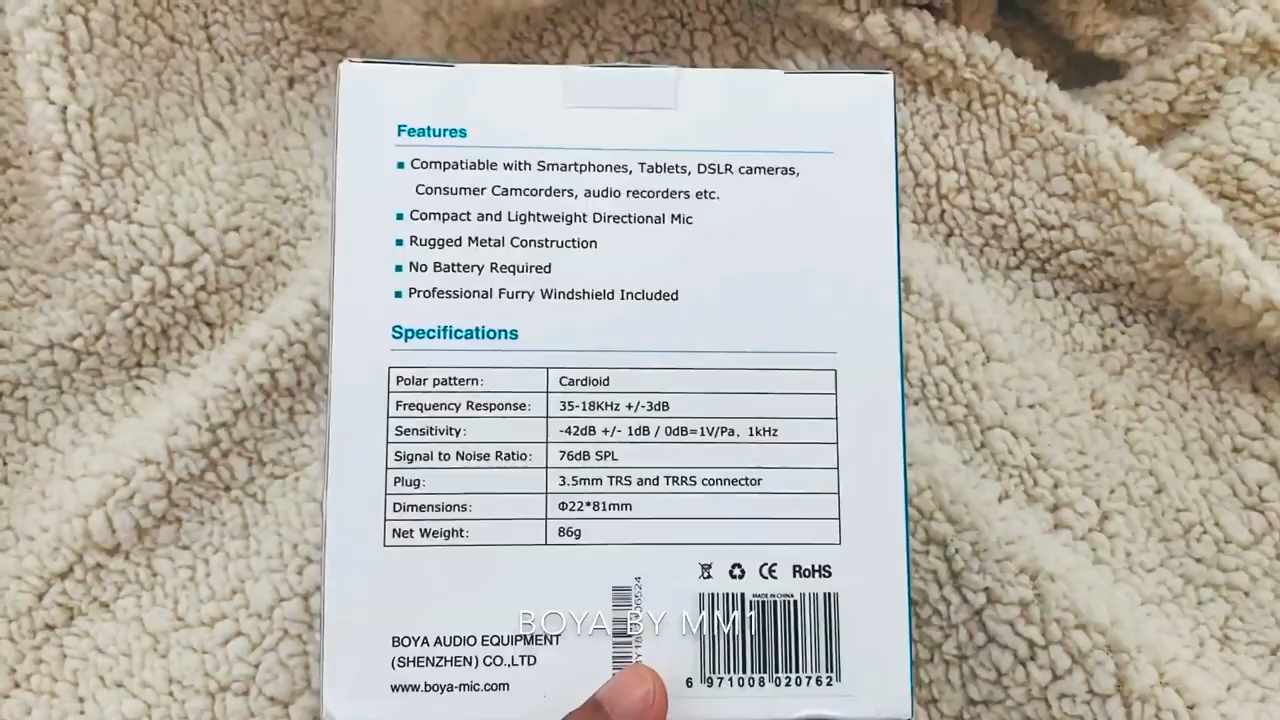 Features
▪ Compatiable with Smartphones, Tablets, DSLR cameras,
Consumer Camcorders, audio recorders etc.
▪ Compact and Lightweight Directional Mic
▪ Rugged Metal Construction
▪ No Battery Required
▪ Professional Furry Windshield Included
Specifications
Polar pattern: Cardioid
Frequency Response: 35-18KHz +/-3dB
Sensitivity: -42dB +/- 1dB / 0dB=1V/Pa, 1kHz
Signal to Noise Ratio: 76dB SPL
Plug: 3.5mm TRS and TRRS connector
Dimensions: Φ22*81mm
Net Weight: 86g
CE RoHS
MADE IN CHINA
BOYA BY MM1
BOYA AUDIO EQUIPMENT
(SHENZHEN) CO.,LTD
www.boya-mic.com
6 971008 020762